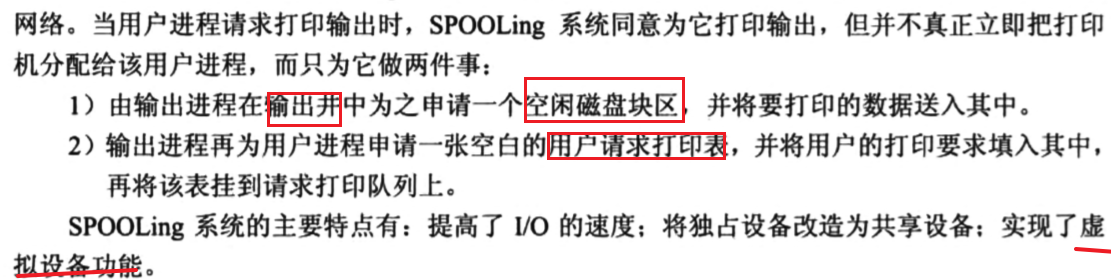 网络。当用户进程请求打印输出时，SPOOLing 系统同意为它打印输出，但并不真正立即把打印
机分配给该用户进程，而只为它做两件事：
1）由输出进程在输出井中为之申请一个空闲磁盘块区，并将要打印的数据送入其中。
2）输出进程再为用户进程申请一张空白的用户请求打印表，并将用户的打印要求填入其中，
再将该表挂到请求打印队列上。
SPOOLing 系统的主要特点有：提高了 I/O 的速度；将独占设备改造为共享设备；实现了虚
拟设备功能。